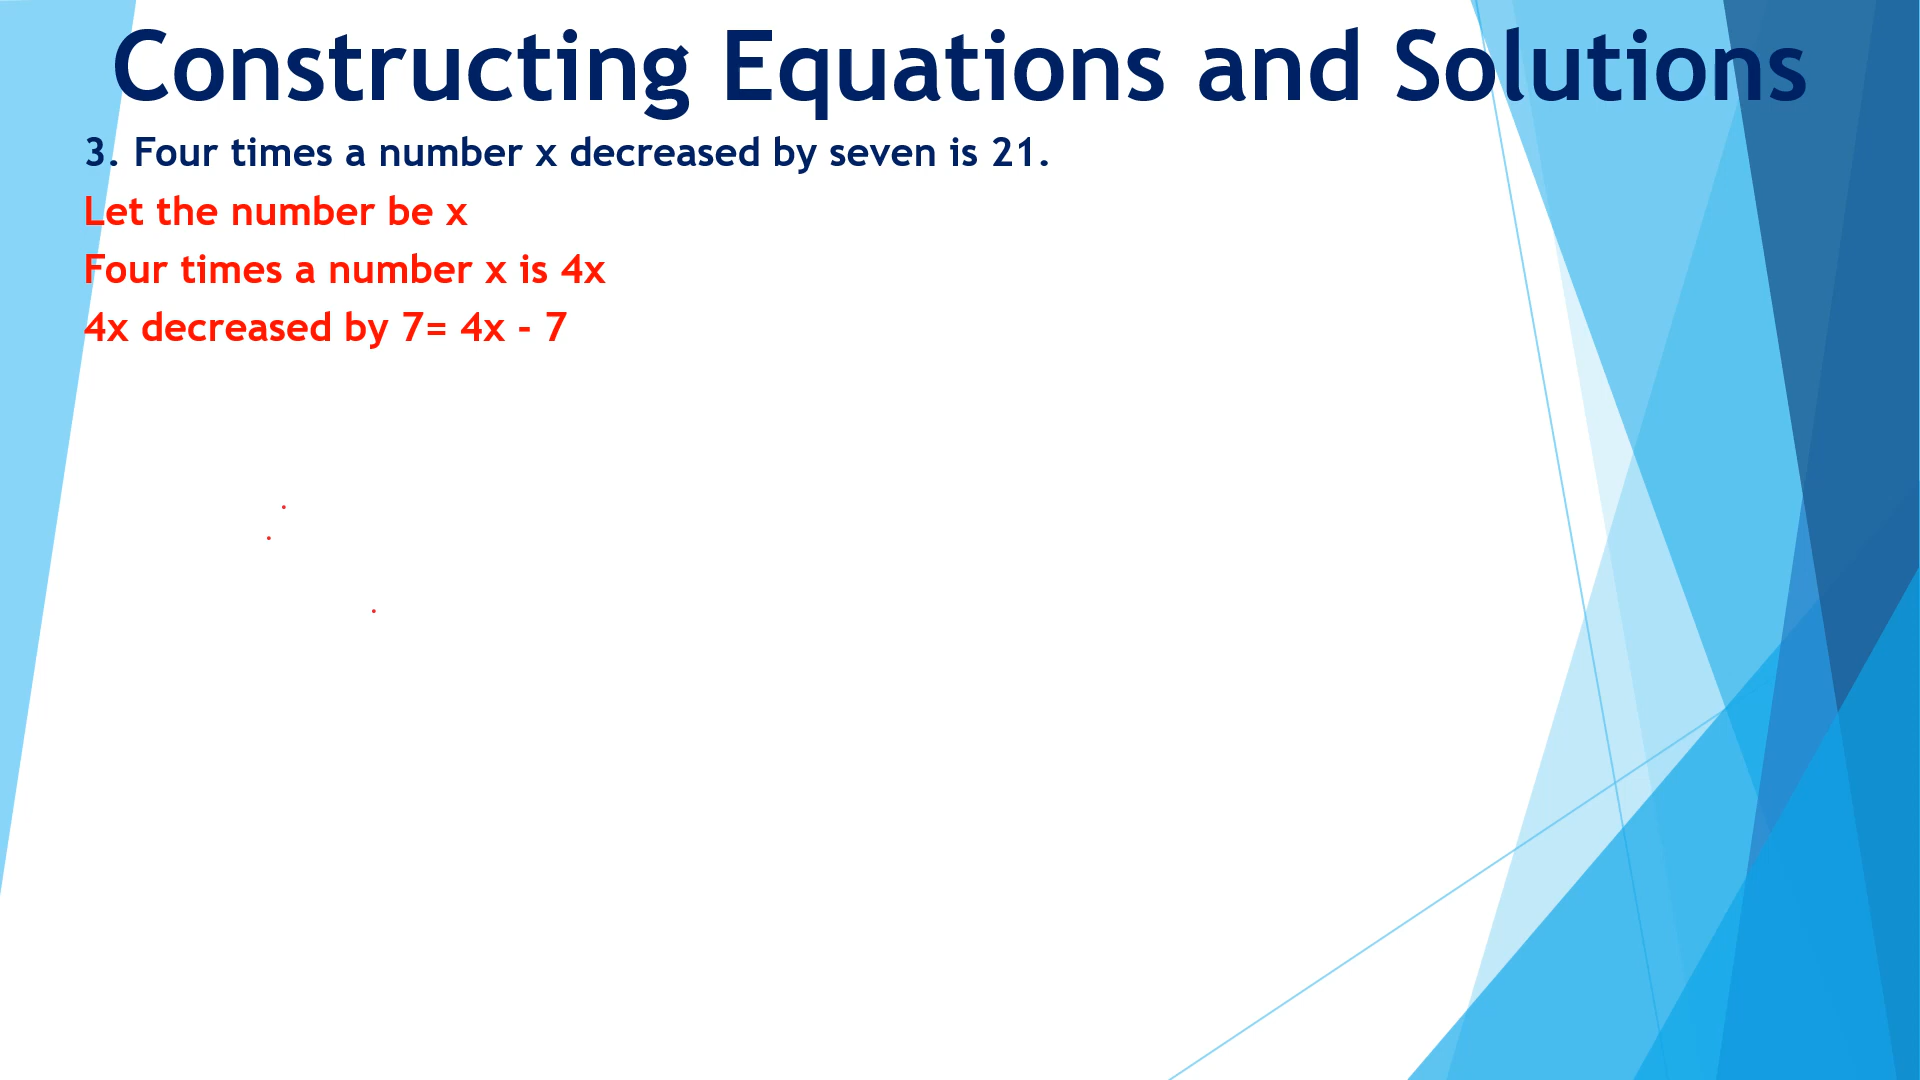 Constructing Equations and Solutions
3. Four times a number x decreased by seven is 21.
Let the number be x
Four times a number x is 4x
4x decreased by 7= 4x - 7